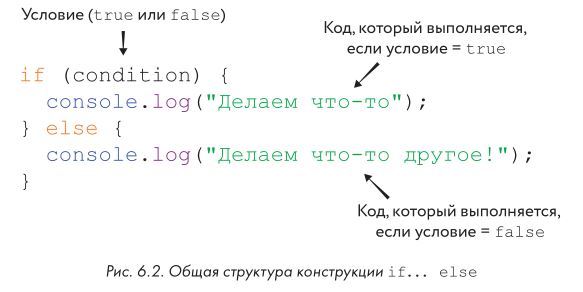 Условие (true или false)
Код, который выполняется,
если условие = true
if (condition) {
console.log("Делаем что-то");
} else {
console.log("Делаем что-то другое!");
}
Код, который выполняется,
если условие = false
Рис. 6.2. Общая структура конструкции if... else